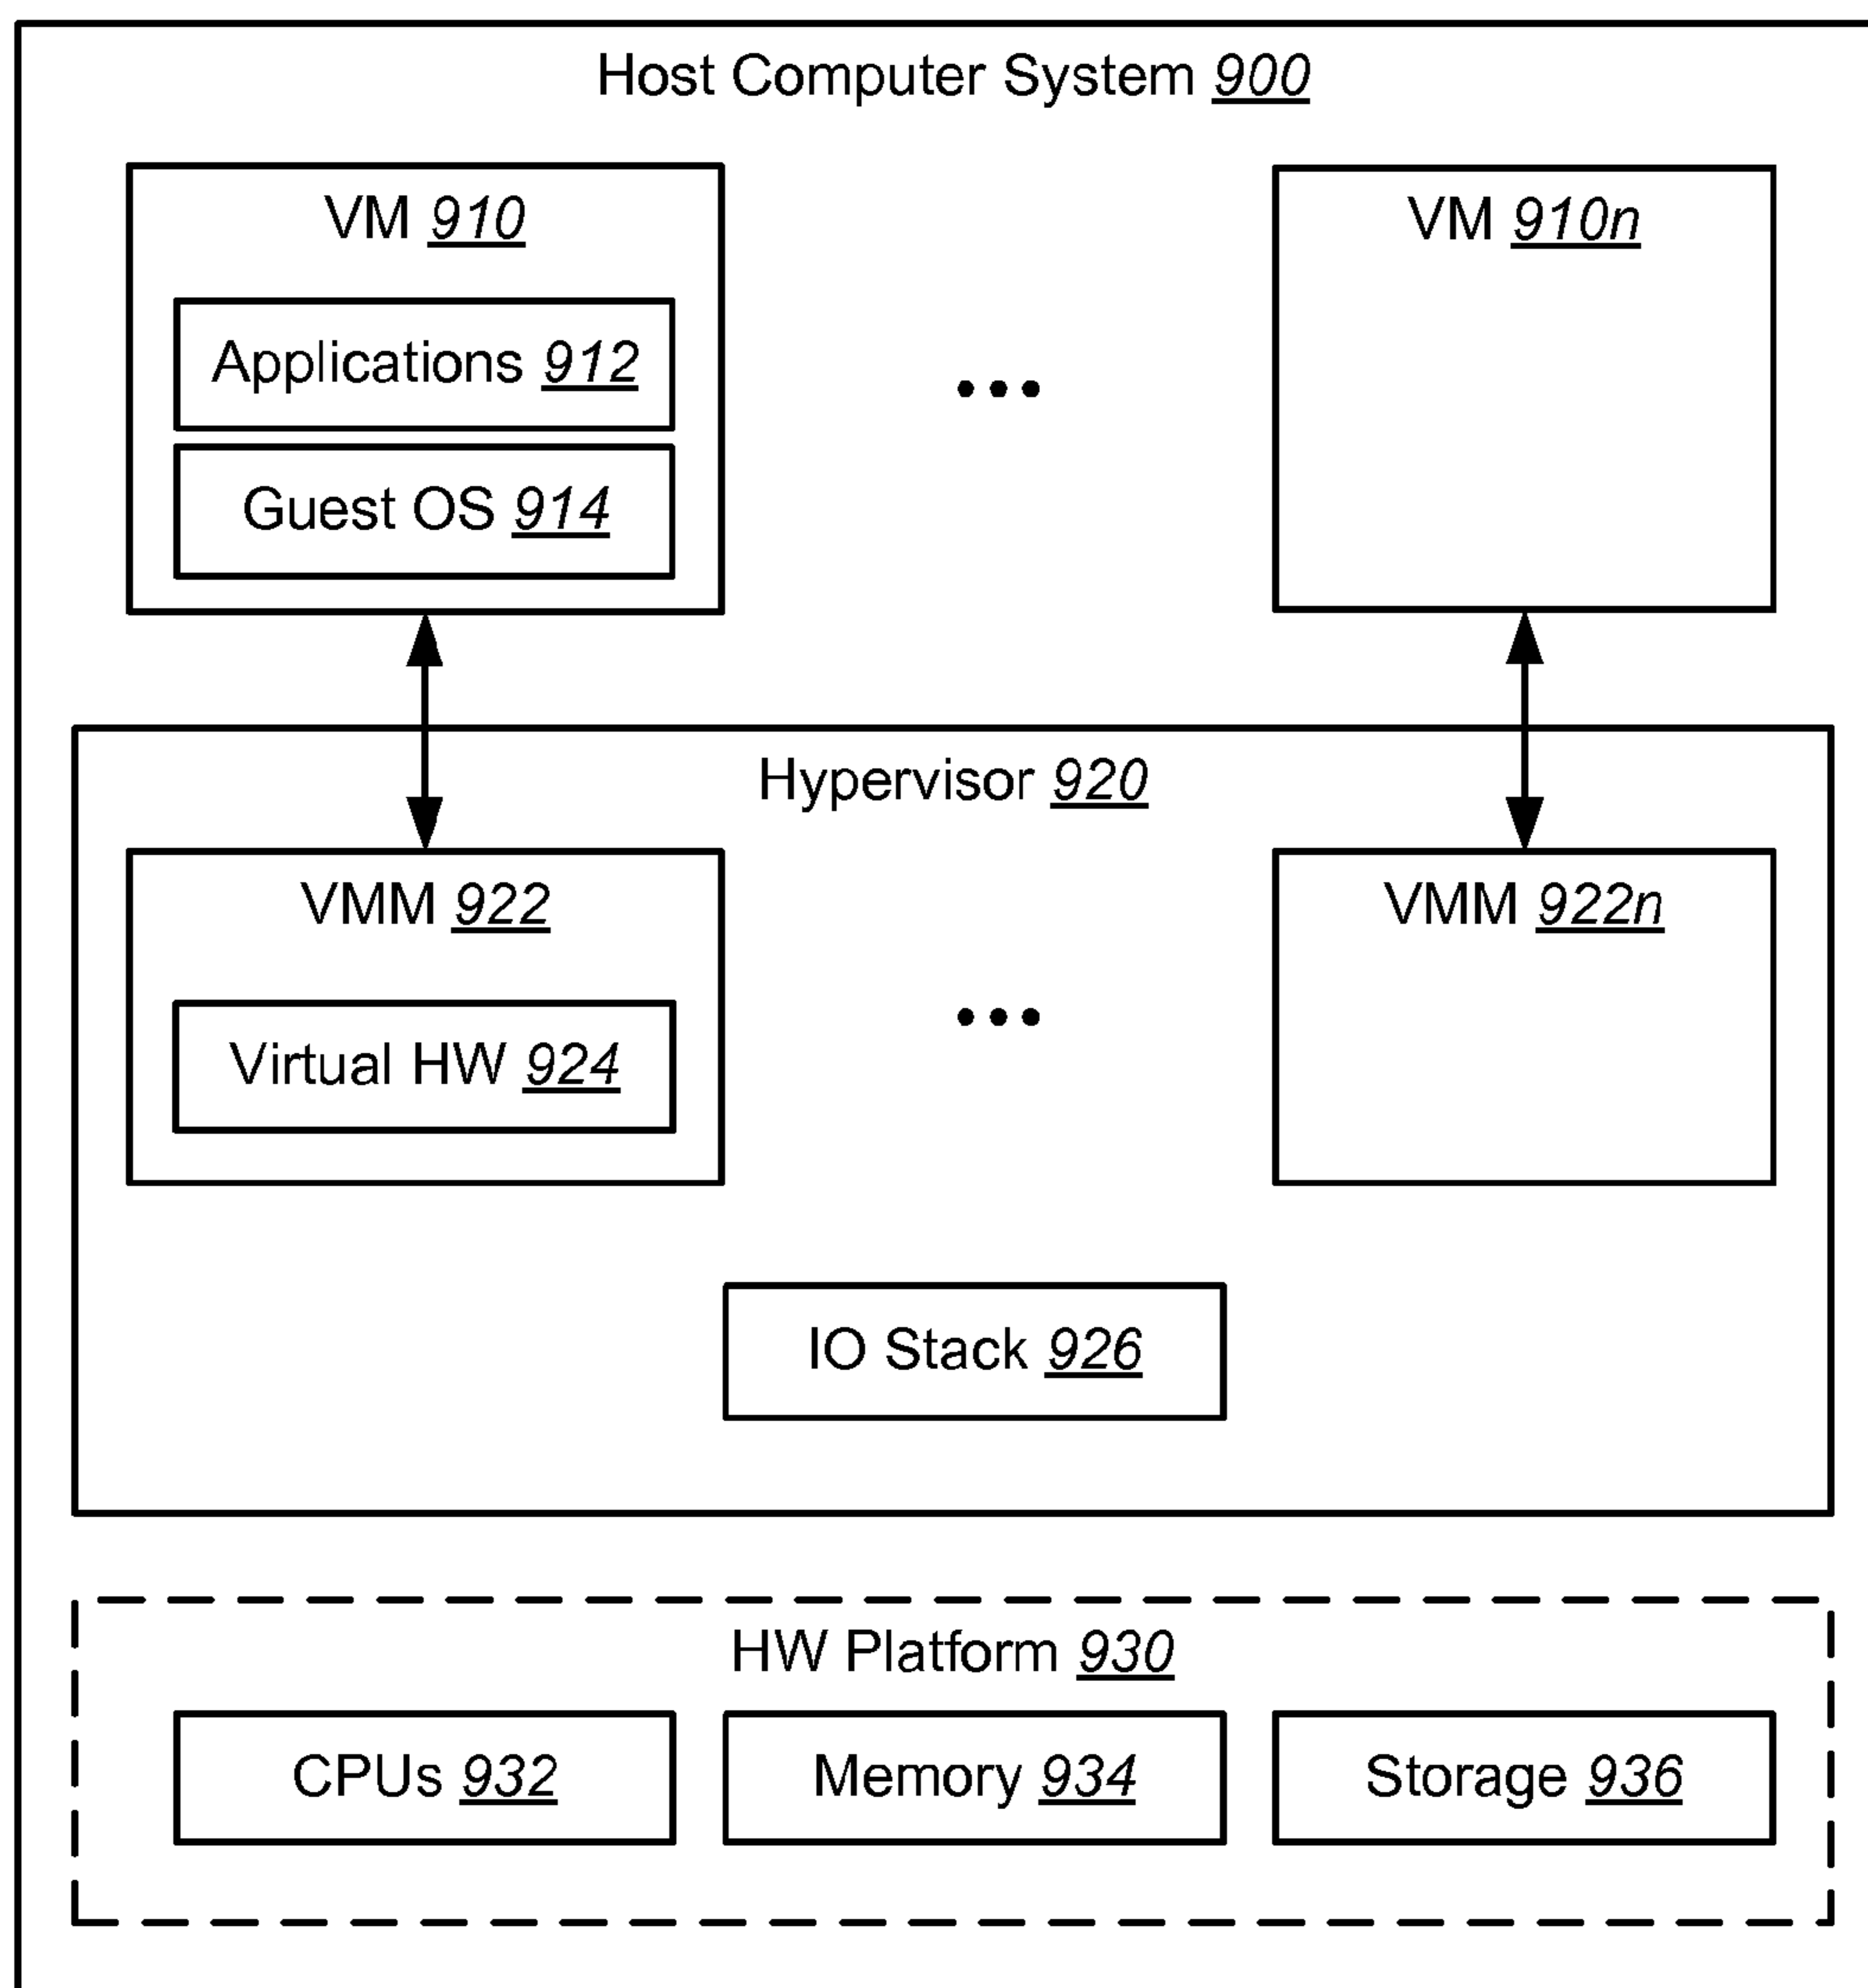 Host Computer System 900
VM 910
VM 910n
Applications 912
Guest OS 914
Hypervisor 920
VMM 922
VMM 922n
Virtual HW 924
IO Stack 926
HW Platform 930
CPUs 932
Memory 934
Storage 936